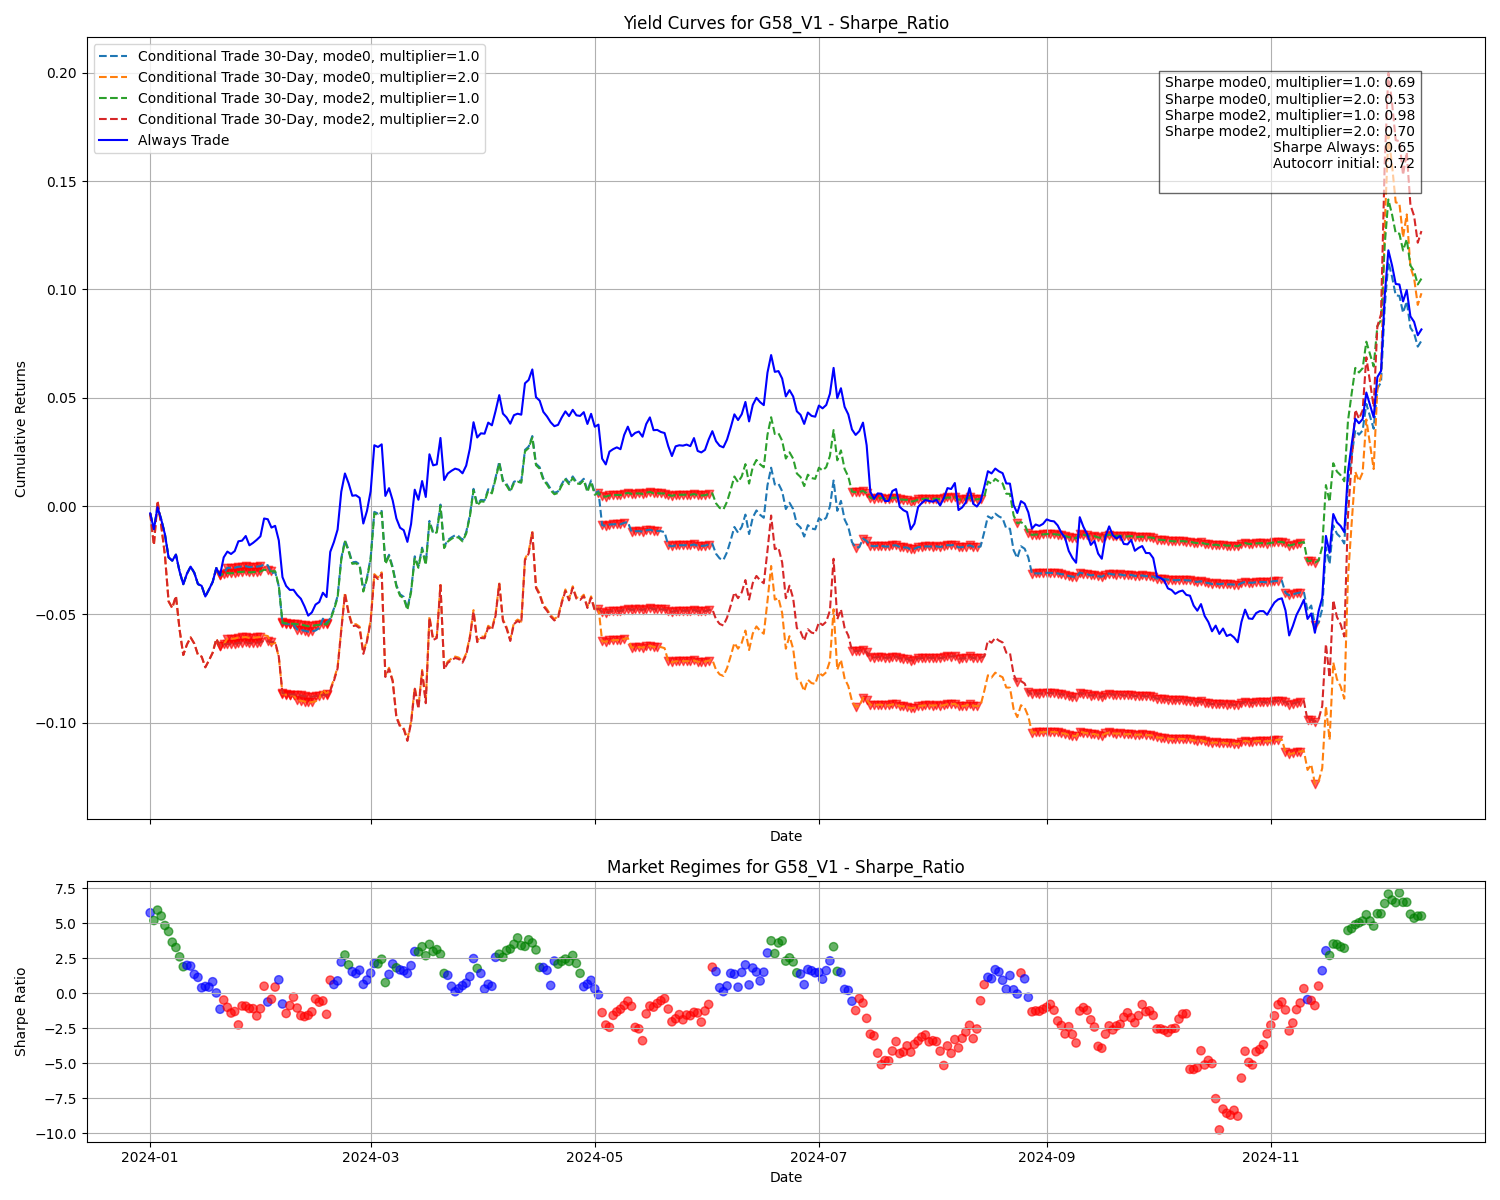 Yield Curves for G58_V1 - Sharpe_Ratio
Conditional Trade 30-Day, mode0, multiplier=1.0
Conditional Trade 30-Day, mode0, multiplier=2.0
Conditional Trade 30-Day, mode2, multiplier=1.0
Conditional Trade 30-Day, mode2, multiplier=2.0
Always Trade
Sharpe mode0, multiplier=1.0: 0.69
Sharpe mode0, multiplier=2.0: 0.53
Sharpe mode2, multiplier=1.0: 0.98
Sharpe mode2, multiplier=2.0: 0.70
Sharpe Always: 0.65
Autocorr initial: 0.72
Cumulative Returns
0.20
0.15
0.10
0.05
0.00
−0.05
−0.10
Date
Market Regimes for G58_V1 - Sharpe_Ratio
Sharpe Ratio
7.5
5.0
2.5
0.0
−2.5
−5.0
−7.5
−10.0
2024-01 2024-03 2024-05 2024-07 2024-09 2024-11
Date